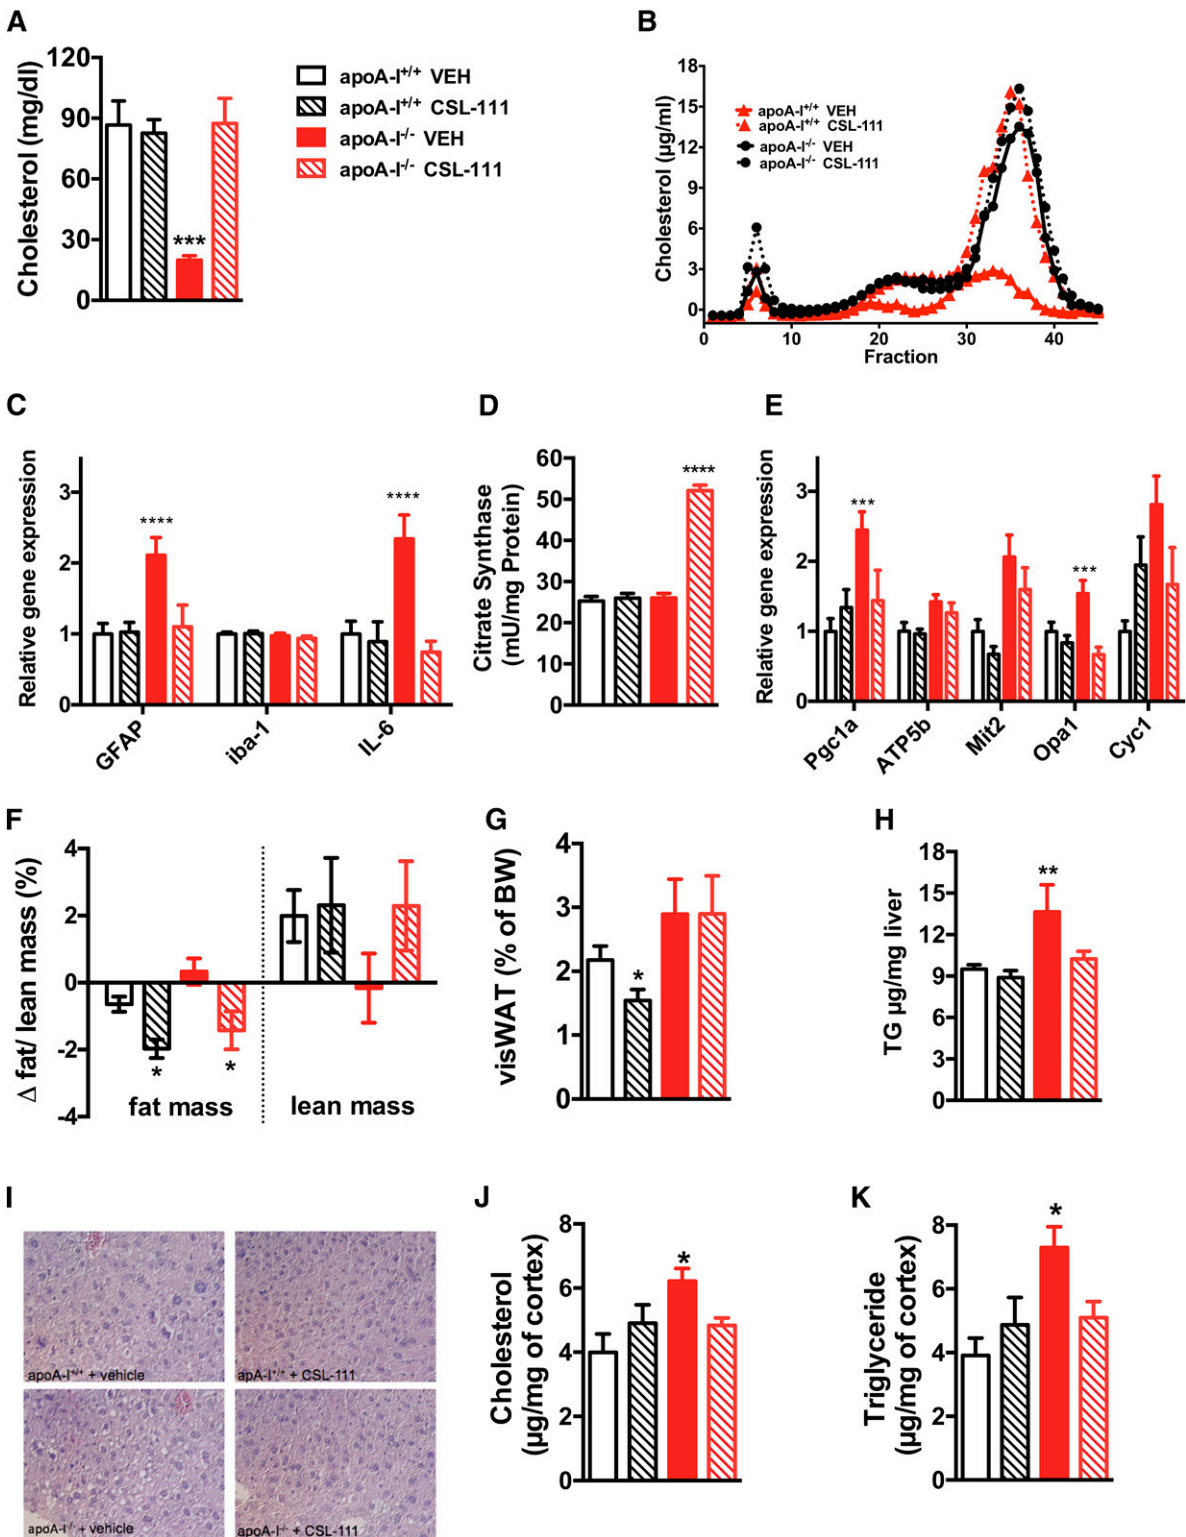 A
Cholesterol (mg/dl)
120
90
60
30
0
***
apoA-I+/+ VEH
apoA-I+/+ CSL-111
apoA-I-/- VEH
apoA-I-/- CSL-111
B
Cholesterol (µg/ml)
18
15
12
9
6
3
0
apoA-I+/+ VEH
apoA-I+/+ CSL-111
apoA-I-/- VEH
apoA-I-/- CSL-111
0 10 20 30 40
Fraction
C
Relative gene expression
3
2
1
0
**** ****
GFAP iba-1 IL-6
D
Citrate Synthase
(mU/mg Protein)
60
50
40
30
20
10
0
****
E
Relative gene expression
3
2
1
0
*** ***
Pgc1a ATP5b Mit2 Opa1 Cyc1
F
Δ fat/ lean mass (%)
4
2
0
-2
-4
* *
fat mass lean mass
G
visWAT (% of BW)
4
3
2
1
0
*
H
TG µg/mg liver
18
15
12
9
6
3
0
**
I
apoA-I+/+ + vehicle
apA-I+/+ + CSL-111
apoA-I-/- + vehicle
apoA-I-/- + CSL-111
J
Cholesterol
(µg/mg of cortex)
8
6
4
2
0
*
K
Triglyceride
(µg/mg of cortex)
8
6
4
2
0
*